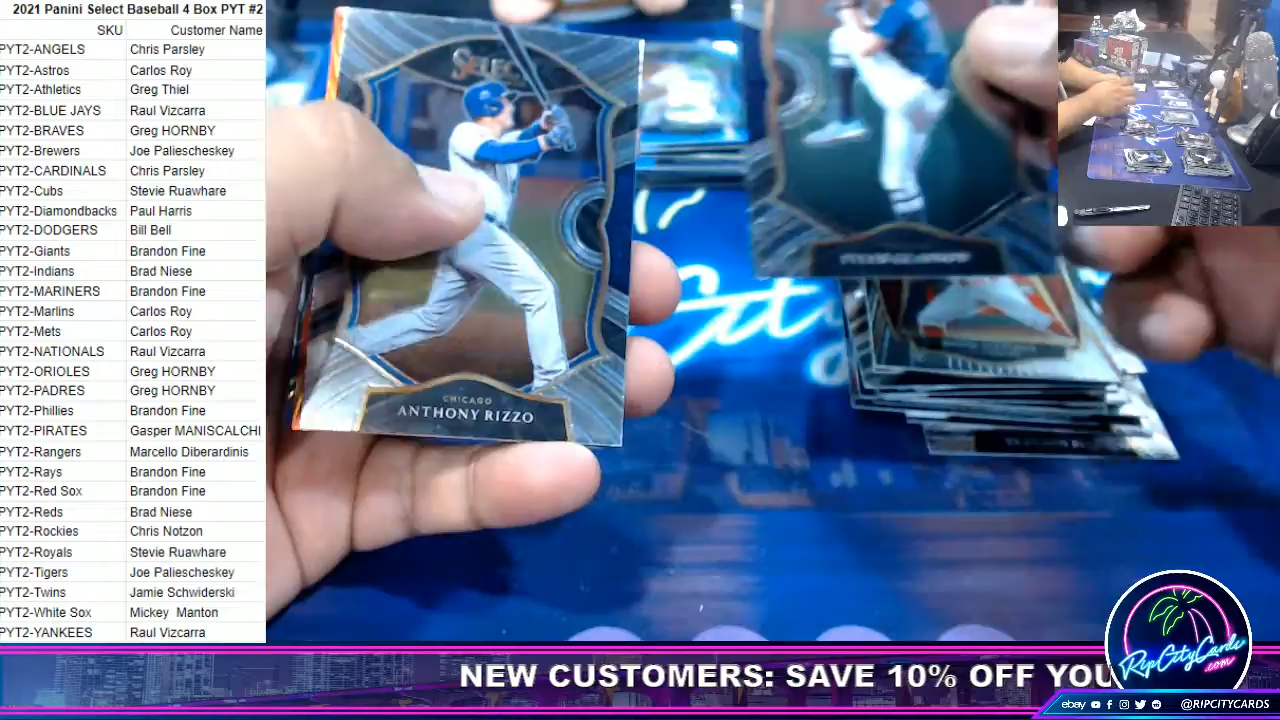 2021 Panini Select Baseball 4 Box PYT #2
SKU Customer Name
PYT2-ANGELS Chris Parsley
PYT2-Astros Carlos Roy
PYT2-Athletics Greg Thiel
PYT2-BLUE JAYS Raul Vizcarra
PYT2-BRAVES Greg HORNBY
PYT2-Brewers Joe Paliescheskey
PYT2-CARDINALS Chris Parsley
PYT2-Cubs Stevie Ruawhare
PYT2-Diamondbacks Paul Harris
PYT2-DODGERS Bill Bell
PYT2-Giants Brandon Fine
PYT2-Indians Brad Niese
PYT2-MARINERS Brandon Fine
PYT2-Marlins Carlos Roy
PYT2-Mets Carlos Roy
PYT2-NATIONALS Raul Vizcarra
PYT2-ORIOLES Greg HORNBY
PYT2-PADRES Greg HORNBY
PYT2-Phillies Brandon Fine
PYT2-PIRATES Gasper MANISCALCHI
PYT2-Rangers Marcello Diberardinis
PYT2-Rays Brandon Fine
PYT2-Red Sox Brandon Fine
PYT2-Reds Brad Niese
PYT2-Rockies Chris Notzon
PYT2-Royals Stevie Ruawhare
PYT2-Tigers Joe Paliescheskey
PYT2-Twins Jamie Schwiderski
PYT2-White Sox Mickey Manton
PYT2-YANKEES Raul Vizcarra
SELECT
CHICAGO
ANTHONY RIZZO
City
NEW CUSTOMERS: SAVE 10% OFF YOU
RipCityCards
.com
ebay @RIPCITYCARDS